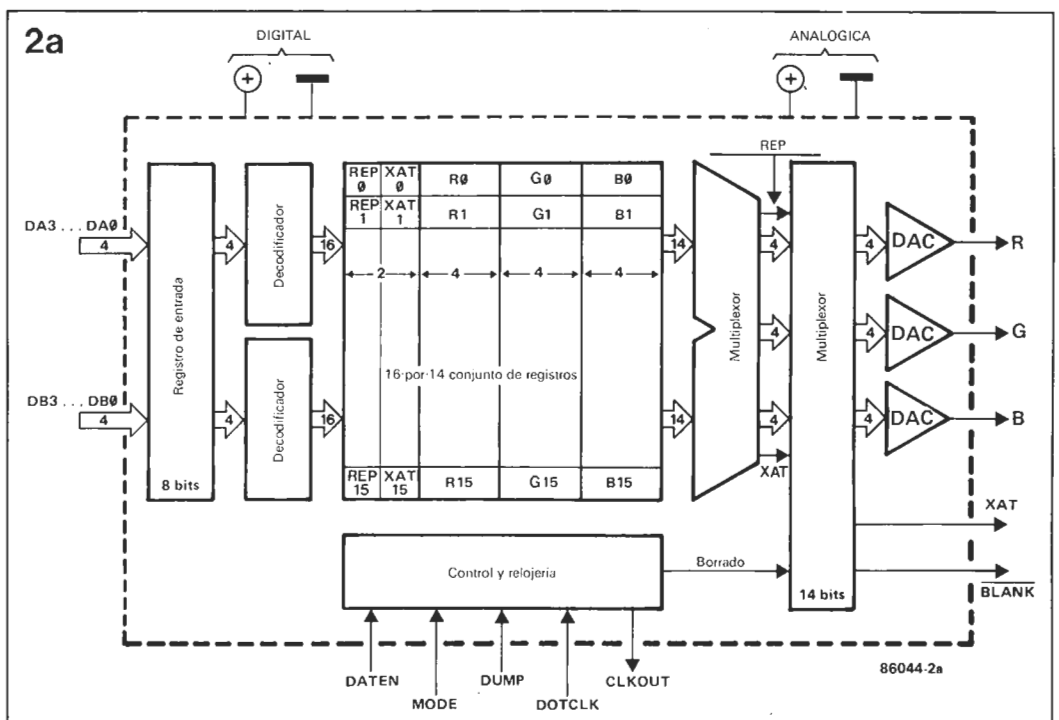 2a
DIGITAL
ANALOGICA
+
+
REP
DA3...DA0
4
Registro de entrada
8 bits
4
Decodificador
16
REP 0 XAT 0 R0 G0 B0
REP 1 XAT 1 R1 G1 B1
2 4 4 4
16-por-14 conjunto de registros
REP 15 XAT 15 R15 G15 B15
14
Multiplexor
4
Multiplexor
4
DAC
R
4
4
DAC
G
DB3...DB0
4
4
Decodificador
16
14
4
4
DAC
B
XAT
XAT
Control y relojeria
Borrado
14 bits
BLANK
86044-2a
DATEN
MODE
DUMP
DOTCLK
CLKOUT